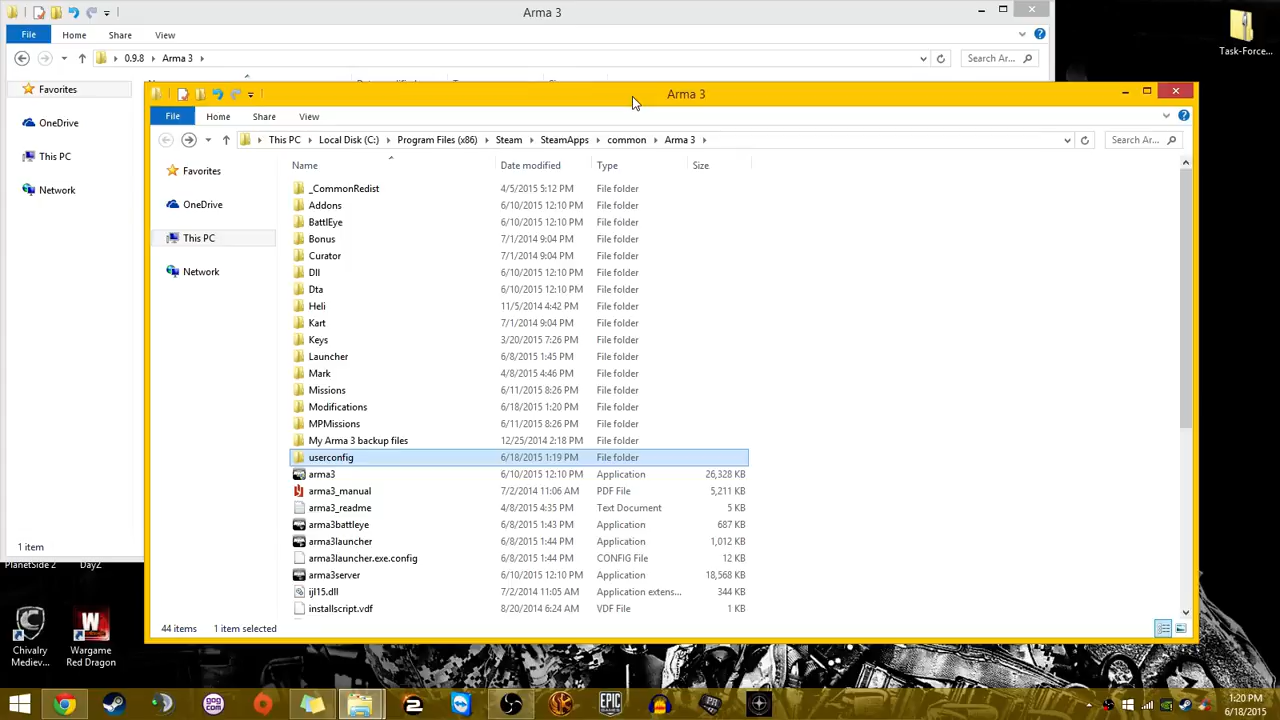 Arma 3
File Home Share View
0.9.8 Arma 3 Search Ar...
Favorites
OneDrive
This PC
Network
1 item
Arma 3
File Home Share View
This PC Local Disk (C:) Program Files (x86) Steam SteamApps common Arma 3 Search Ar...
Favorites
OneDrive
This PC
Network
Name Date modified Type Size
_CommonRedist 4/5/2015 5:12 PM File folder
Addons 6/10/2015 12:10 PM File folder
BattlEye 6/10/2015 12:10 PM File folder
Bonus 7/1/2014 9:04 PM File folder
Curator 7/1/2014 9:04 PM File folder
Dll 6/10/2015 12:10 PM File folder
Dta 6/10/2015 12:10 PM File folder
Heli 11/5/2014 4:42 PM File folder
Kart 7/1/2014 9:04 PM File folder
Keys 3/20/2015 7:26 PM File folder
Launcher 6/8/2015 1:45 PM File folder
Mark 4/8/2015 4:46 PM File folder
Missions 6/11/2015 8:26 PM File folder
Modifications 6/18/2015 1:20 PM File folder
MPMissions 6/11/2015 8:26 PM File folder
My Arma 3 backup files 12/25/2014 2:18 PM File folder
userconfig 6/18/2015 1:19 PM File folder
arma3 6/10/2015 12:10 PM Application 26,328 KB
arma3_manual 7/2/2014 11:06 AM PDF File 5,211 KB
arma3_readme 4/8/2015 4:35 PM Text Document 5 KB
arma3battleye 6/8/2015 1:43 PM Application 687 KB
arma3launcher 6/8/2015 1:44 PM Application 1,012 KB
arma3launcher.exe.config 6/8/2015 1:44 PM CONFIG File 12 KB
arma3server 6/10/2015 12:10 PM Application 18,568 KB
ijl15.dll 7/2/2014 11:05 AM Application extens... 344 KB
installscript.vdf 8/20/2014 6:24 AM VDF File 1 KB
44 items 1 item selected
Task-Force...
PlanetSide 2 DayZ
Chivalry
Mediev...
Wargame
Red Dragon
gog.com
EPIC
GAMES
1:20 PM
6/18/2015